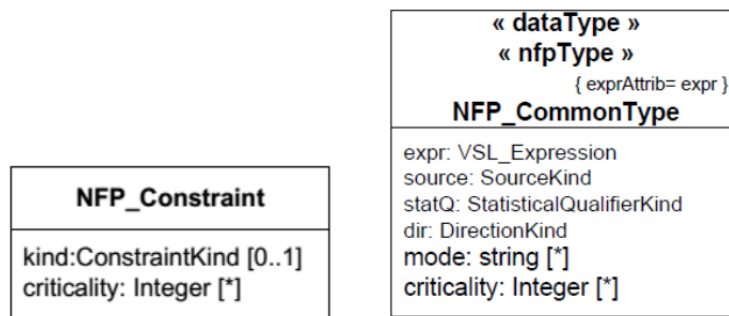 NFP_Constraint
kind:ConstraintKind [0..1]
criticality: Integer [*]
« dataType »
« nfpType »
{ exprAttrib= expr }
NFP_CommonType
expr: VSL_Expression
source: SourceKind
statQ: StatisticalQualifierKind
dir: DirectionKind
mode: string [*]
criticality: Integer [*]